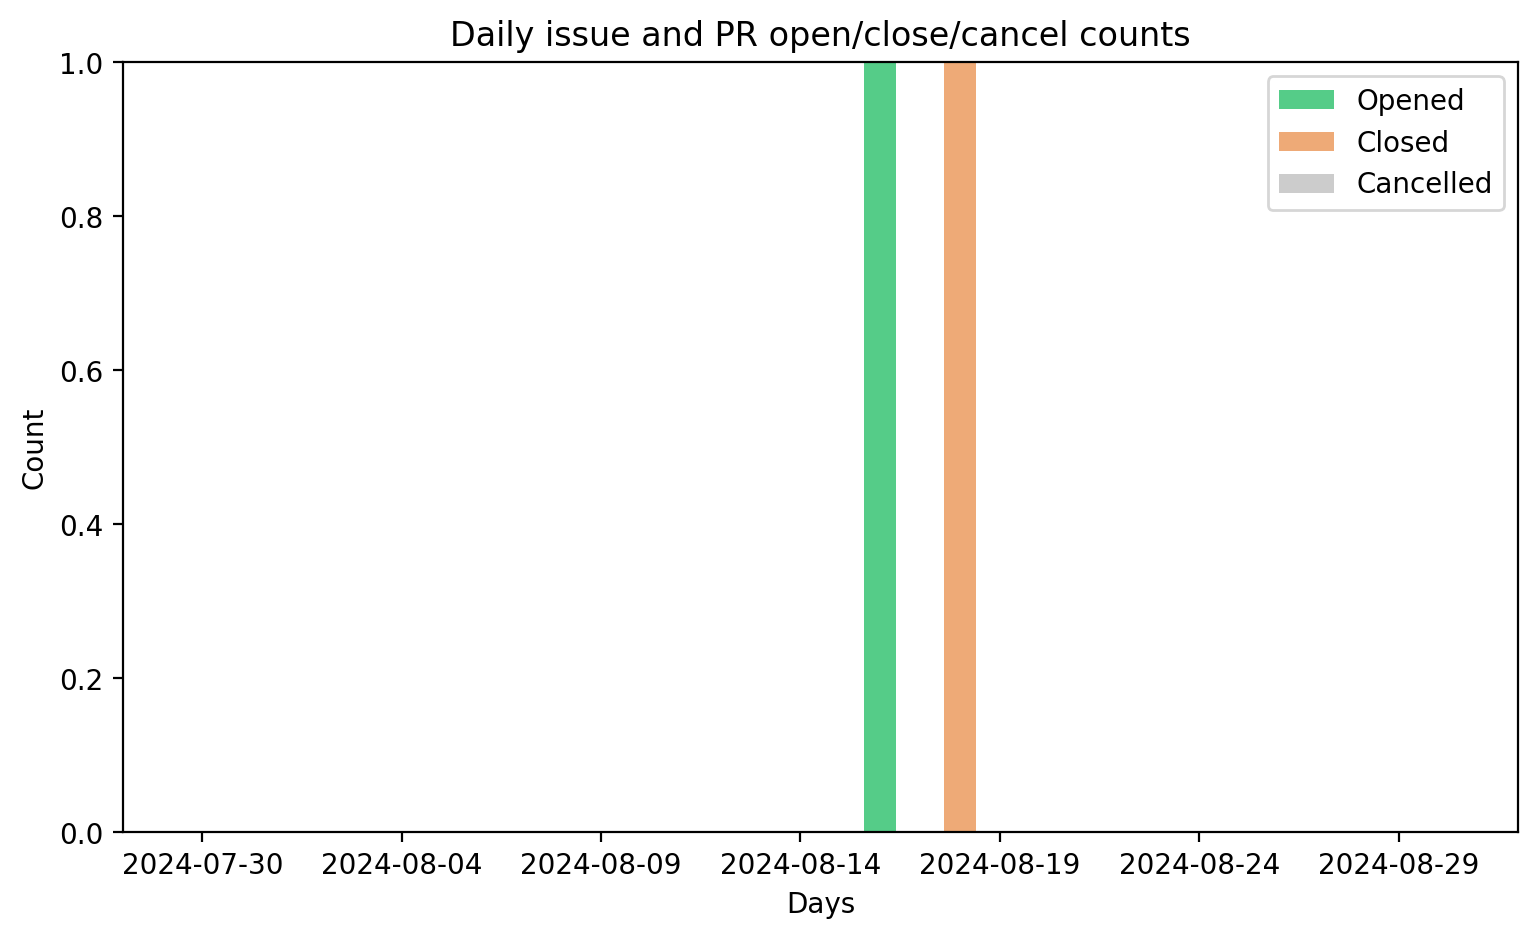 Daily issue and PR open/close/cancel counts
1.0
0.8
0.6
0.4
0.2
0.0
Count
Opened
Closed
Cancelled
2024-07-30 2024-08-04 2024-08-09 2024-08-14 2024-08-19 2024-08-24 2024-08-29
Days